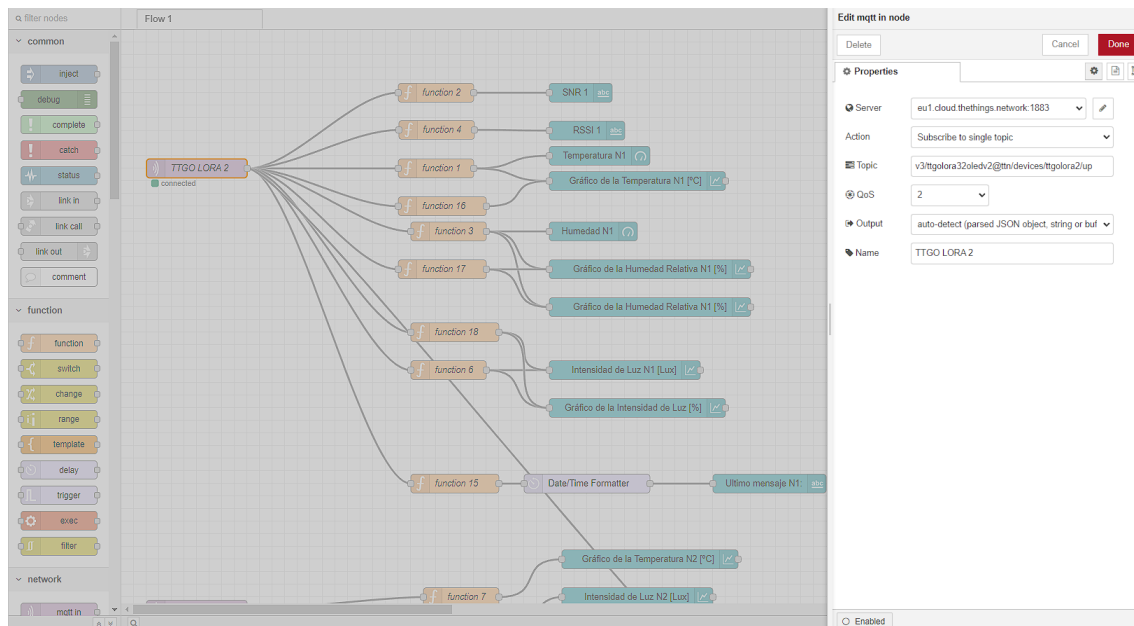 filter nodes
Flow 1
Edit mqtt in node
Delete
Cancel
Done
Properties
common
inject
debug
complete
catch
status
link in
link call
link out
comment
function
function
switch
change
range
template
delay
trigger
exec
filter
network
mqtt in
TTGO LORA 2
connected
function 2
SNR 1
abc
function 4
RSSI 1
abc
function 1
Temperatura N1
Gráfico de la Temperatura N1 [ºC]
function 16
function 3
Humedad N1
function 17
Gráfico de la Humedad Relativa N1 [%]
Gráfico de la Humedad Relativa N1 [%]
function 18
function 6
Intensidad de Luz N1 [Lux]
Gráfico de la Intensidad de Luz [%]
function 15
Date/Time Formatter
Ultimo mensaje N1:
abc
Gráfico de la Temperatura N2 [ºC]
function 7
Intensidad de Luz N2 [Lux]
Server
eu1.cloud.thethings.network:1883
Action
Subscribe to single topic
Topic
v3/ttgolora32oledv2@ttn/devices/ttgolora2/up
QoS
2
Output
auto-detect (parsed JSON object, string or buf
Name
TTGO LORA 2
Enabled